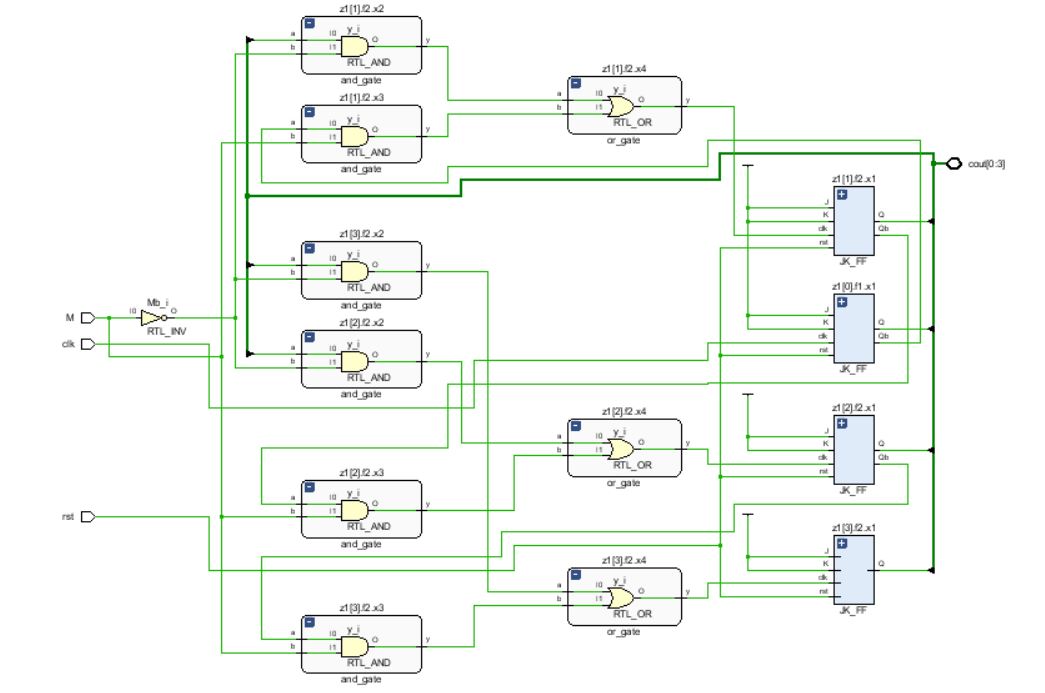 z1[1].f2.x2
a
b
I0
I1
y_i
O
y
RTL_AND
and_gate
z1[1].f2.x3
a
b
I0
I1
y_i
O
y
RTL_AND
and_gate
z1[1].f2.x4
a
b
I0
I1
y_i
O
y
RTL_OR
or_gate
cout[0:3]
z1[1].f2.x1
J
K
clk
rst
Q
Qb
JK_FF
z1[3].f2.x2
a
b
I0
I1
y_i
O
y
RTL_AND
and_gate
z1[0].f1.x1
J
K
clk
rst
Q
Qb
JK_FF
M
I0
Mb_i
O
RTL_INV
clk
z1[2].f2.x2
a
b
I0
I1
y_i
O
y
RTL_AND
and_gate
z1[2].f2.x4
a
b
I0
I1
y_i
O
y
RTL_OR
or_gate
z1[2].f2.x1
J
K
clk
rst
Q
Qb
JK_FF
z1[2].f2.x3
a
b
I0
I1
y_i
O
y
RTL_AND
and_gate
rst
z1[3].f2.x1
J
K
clk
rst
Q
JK_FF
z1[3].f2.x4
a
b
I0
I1
y_i
O
y
RTL_OR
or_gate
z1[3].f2.x3
a
b
I0
I1
y_i
O
y
RTL_AND
and_gate